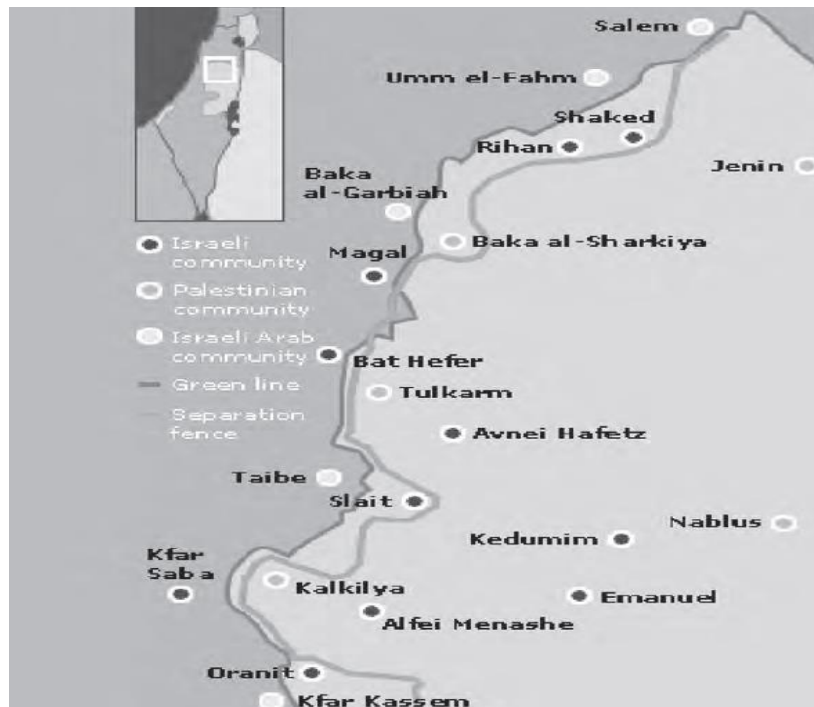 Salem
Umm el-Fahm
Shaked
Rihan
Jenin
Baka
al-Garbiah
Baka al-Sharkiya
Israeli
community
Magal
Palestinian
community
Israeli Arab
community
Bat Hefer
Green line
Tulkarm
Separation
fence
Avnei Hafetz
Taibe
Slait
Nablus
Kedumim
Kfar
Saba
Kalkilya
Emanuel
Alfei Menashe
Oranit
Kfar Kassem